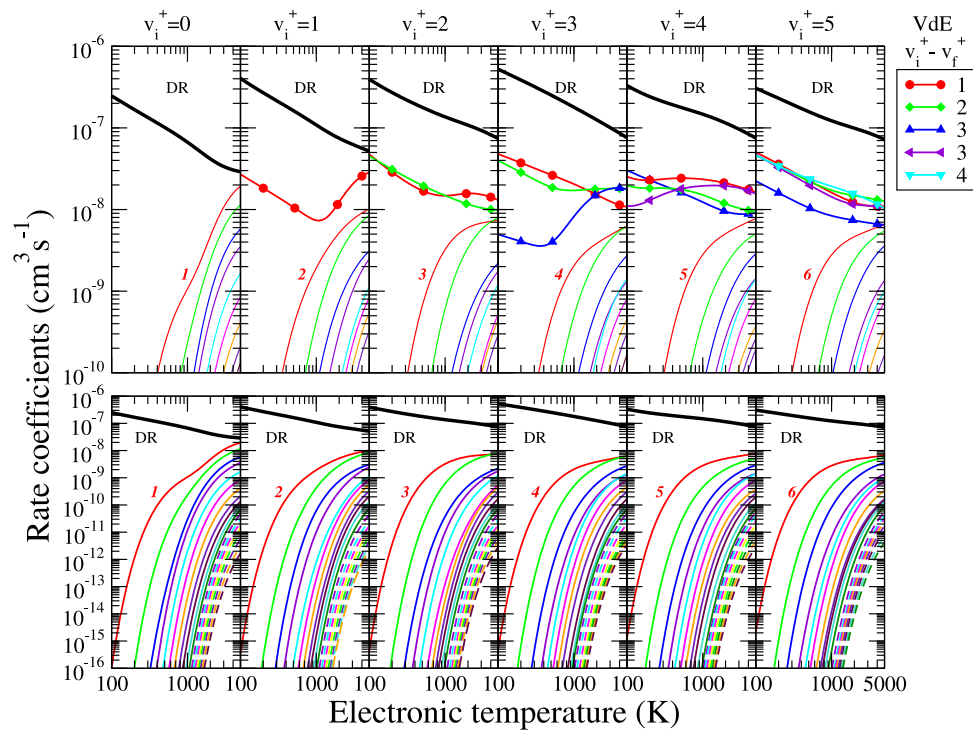 v_i^+=0 v_i^+=1 v_i^+=2 v_i^+=3 v_i^+=4 v_i^+=5 VdE
v_i^+ - v_f^+
1
2
3
3
4
Rate coefficients (cm^3 s^-1)
10^-6
10^-7
10^-8
10^-9
10^-10
DR DR DR DR DR DR
1 2 3 4 5 6
Rate coefficients
10^-6
10^-7
10^-8
10^-9
10^-10
10^-11
10^-12
10^-13
10^-14
10^-15
10^-16
DR DR DR DR DR DR
1 2 3 4 5 6
100 1000 100 1000 100 1000 100 1000 100 1000 100 1000 5000
Electronic temperature (K)